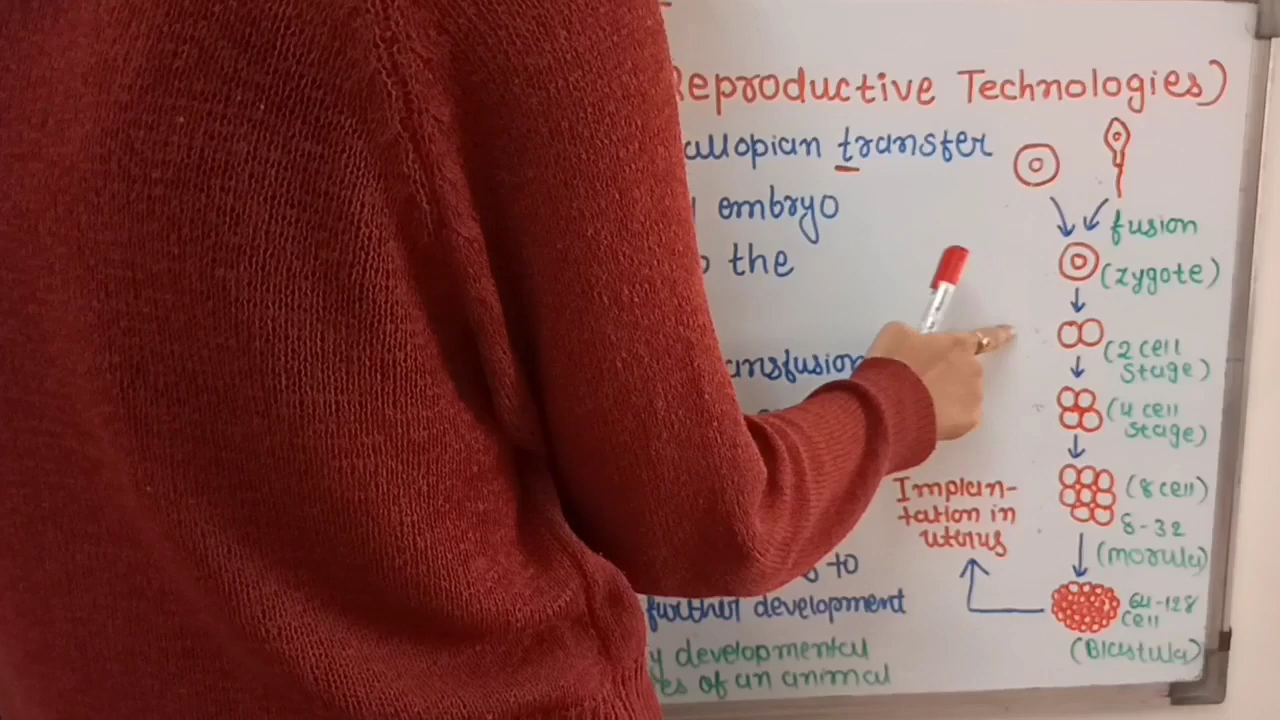 Reproductive Technologies)
allopian transfer
embryo
the
fusion
(zygote)
(2 cell
stage)
ansfusion
(4 cell
stage)
(8 cell)
8-32
(morula)
Implan-
tation in
uterus
to
further development
64-128
cell
(Blastula)
y developmental
es of an animal